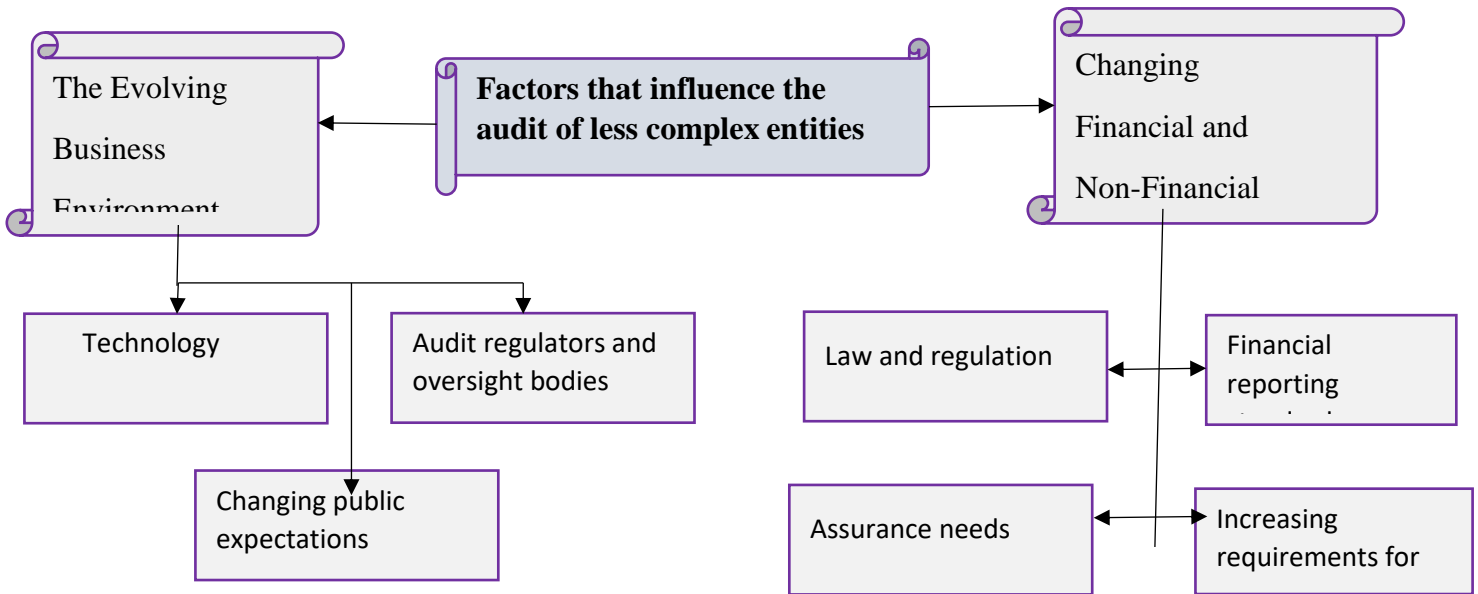 Factors that influence the
audit of less complex entities
The Evolving
Business
Environment
Technology
Audit regulators and
oversight bodies
Changing public
expectations
Changing
Financial and
Non-Financial
Law and regulation
Financial
reporting
Assurance needs
Increasing
requirements for